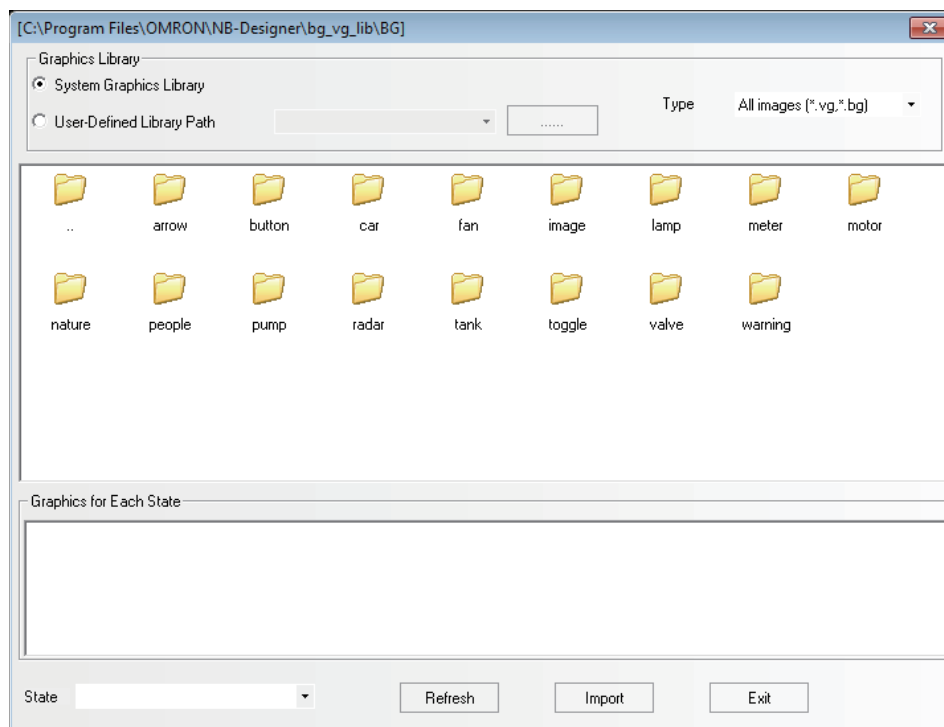 [C:\Program Files\OMRON\NB-Designer\bg_vg_lib\BG]
Graphics Library
System Graphics Library
User-Defined Library Path
......
Type
All images (*.vg,*.bg)
.. arrow button car fan image lamp meter motor
nature people pump radar tank toggle valve warning
Graphics for Each State
State
Refresh
Import
Exit